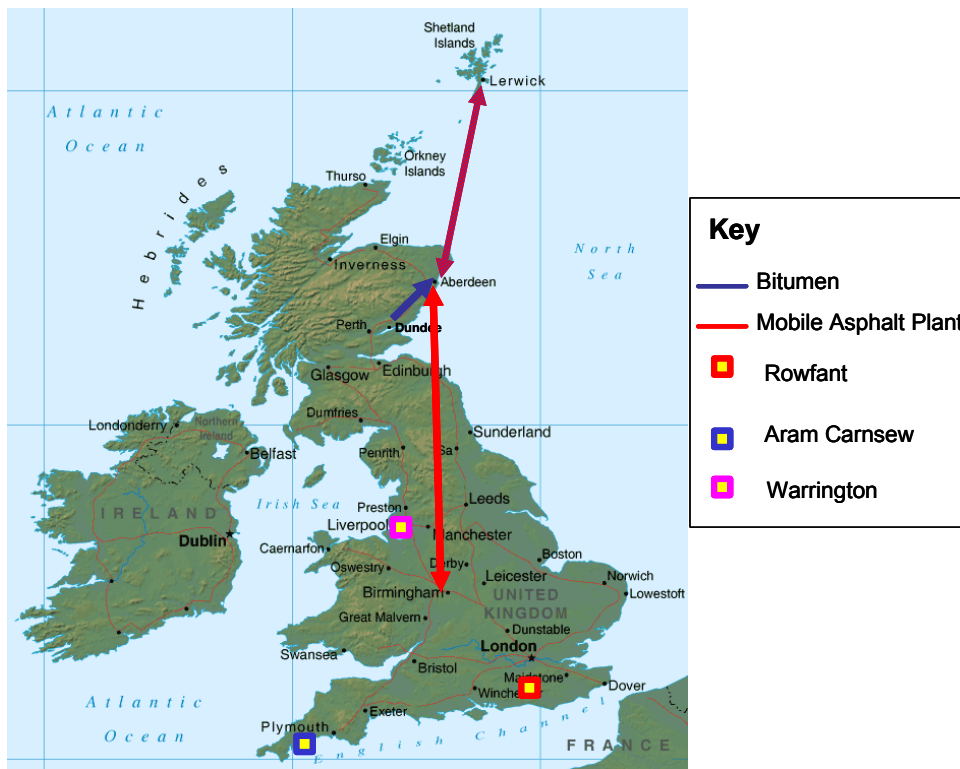 Shetland
Islands
Lerwick
Atlantic
Ocean
Orkney
Islands
Thurso
Hebrides
Elgin
Inverness
North
Sea
Aberdeen
Perth
Dundee
Glasgow
Edinburgh
Dumfries
Londonderry
Northern
Ireland
Belfast
Penrith
Sunderland
Sa
Irish Sea
Preston
Leeds
IRELAND
Liverpool
Manchester
Dublin
Caernarfon
Oswestry
Derby
Boston
Leicester
Norwich
Birmingham
UNITED
KINGDOM
Lowestoft
Great Malvern
Dunstable
Swansea
London
Bristol
Maidstone
Winchester
Dover
Atlantic
Ocean
Plymouth
Exeter
English Channel
FRANCE
Key
Bitumen
Mobile Asphalt Plant
Rowfant
Aram Carnsew
Warrington